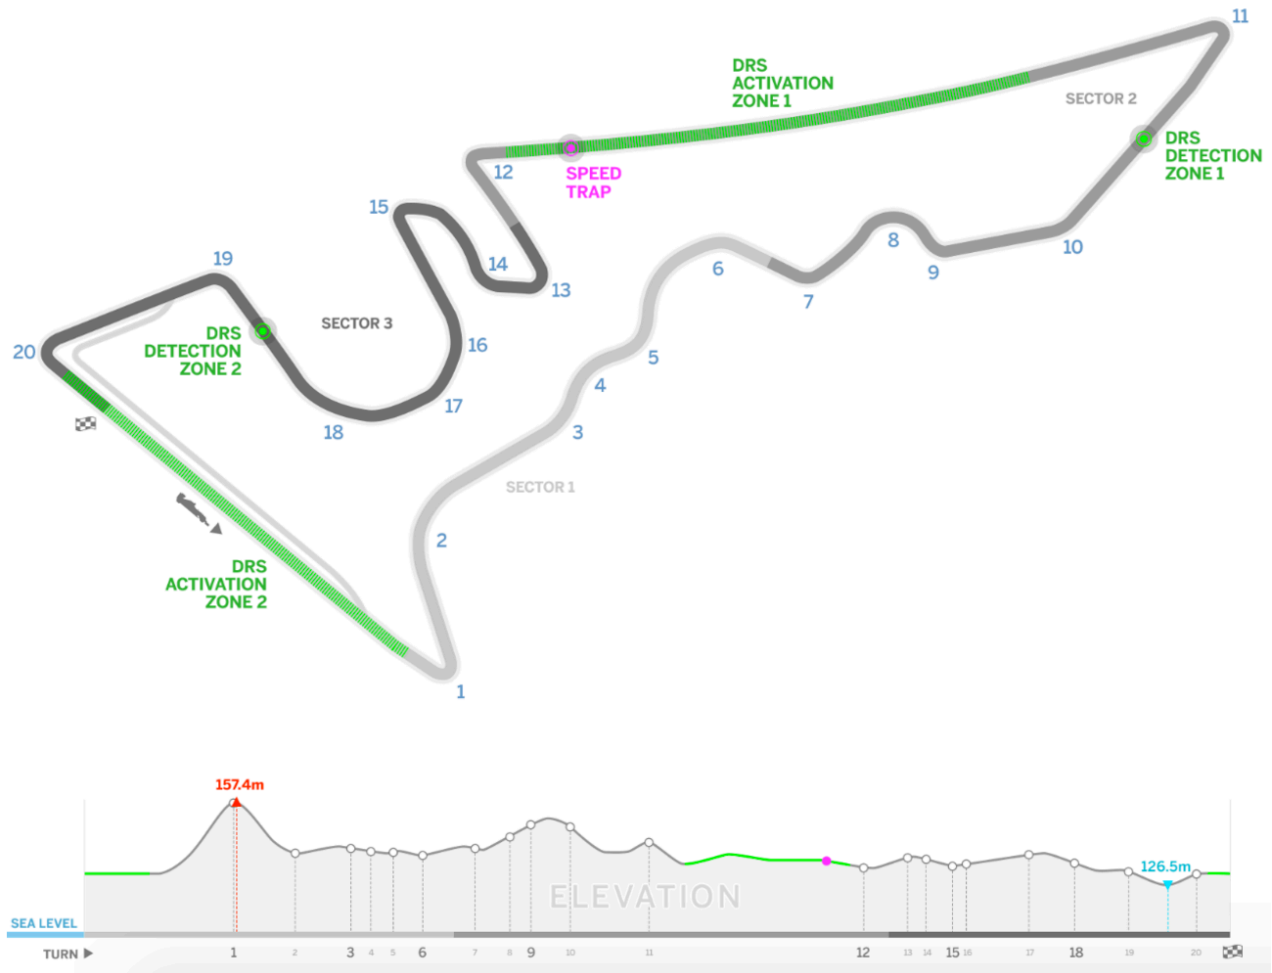 11
DRS
ACTIVATION
ZONE 1
SECTOR 2
DRS
DETECTION
ZONE 1
12
SPEED
TRAP
15
8
10
9
6
7
14
13
19
SECTOR 3
DRS
DETECTION
ZONE 2
20
16
5
4
17
18
3
SECTOR 1
2
DRS
ACTIVATION
ZONE 2
1
157.4m
126.5m
ELEVATION
SEA LEVEL
TURN 1 2 3 4 5 6 7 8 9 10 11 12 13 14 15 16 17 18 19 20